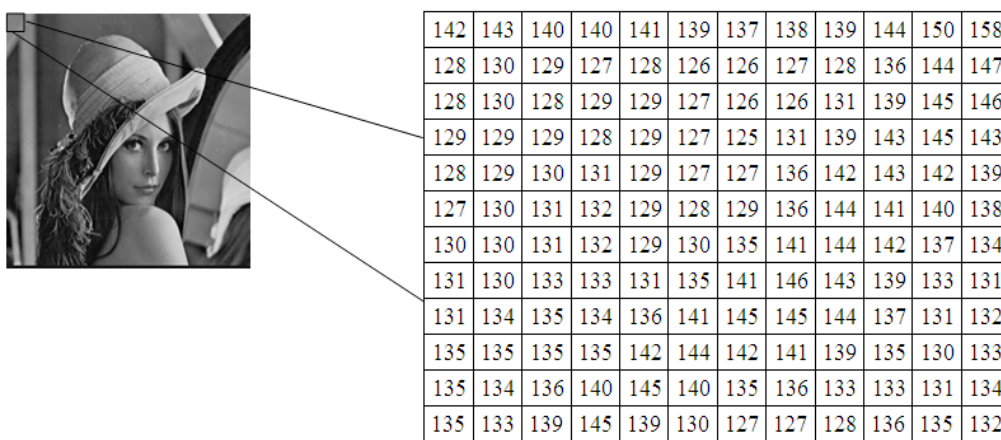 142 143 140 140 141 139 137 138 139 144 150 158
128 130 129 127 128 126 126 127 128 136 144 147
128 130 128 129 129 127 126 126 131 139 145 146
129 129 129 128 129 127 125 131 139 143 145 143
128 129 130 131 129 127 127 136 142 143 142 139
127 130 131 132 129 128 129 136 144 141 140 138
130 130 131 132 129 130 135 141 144 142 137 134
131 130 133 133 131 135 141 146 143 139 133 131
131 134 135 134 136 141 145 145 144 137 131 132
135 135 135 135 142 144 142 141 139 135 130 133
135 134 136 140 145 140 135 136 133 133 131 134
135 133 139 145 139 130 127 127 128 136 135 132